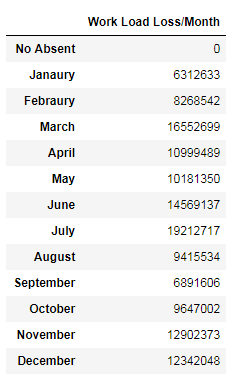 Work Load Loss/Month
No Absent 0
Janaury 6312633
Febraury 8268542
March 16552699
April 10999489
May 10181350
June 14569137
July 19212717
August 9415534
September 6891606
October 9647002
November 12902373
December 12342048